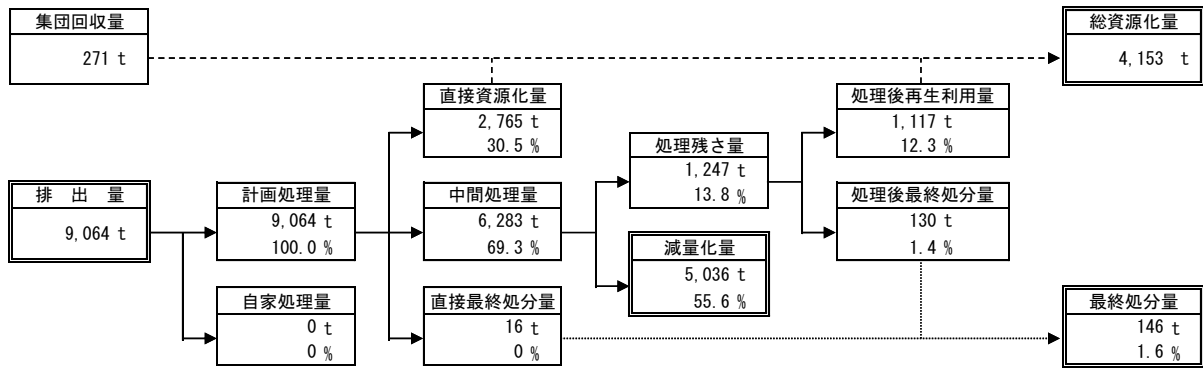 集団回収量
271 t
総資源化量
4,153 t
直接資源化量
2,765 t
30.5 %
処理後再生利用量
1,117 t
12.3 %
処理残さ量
1,247 t
13.8 %
排 出 量
9,064 t
計画処理量
9,064 t
100.0 %
中間処理量
6,283 t
69.3 %
処理後最終処分量
130 t
1.4 %
減量化量
5,036 t
55.6 %
自家処理量
0 t
0 %
直接最終処分量
16 t
0 %
最終処分量
146 t
1.6 %